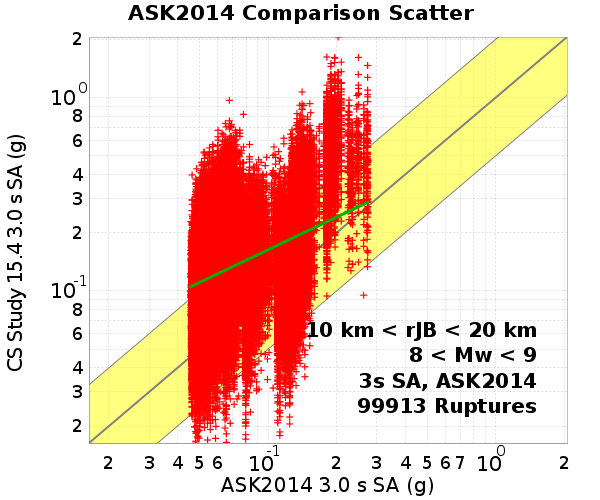 ASK2014 Comparison Scatter
CS Study 15.4 3.0 s SA (g)
2
10⁰
8
6
4
3
2
10⁻¹
8
6
4
3
2
10 km < rJB < 20 km
8 < Mw < 9
3s SA, ASK2014
99913 Ruptures
2 3 4 5 6 10⁻¹ 2 3 4 5 6 7 10⁰ 2
ASK2014 3.0 s SA (g)